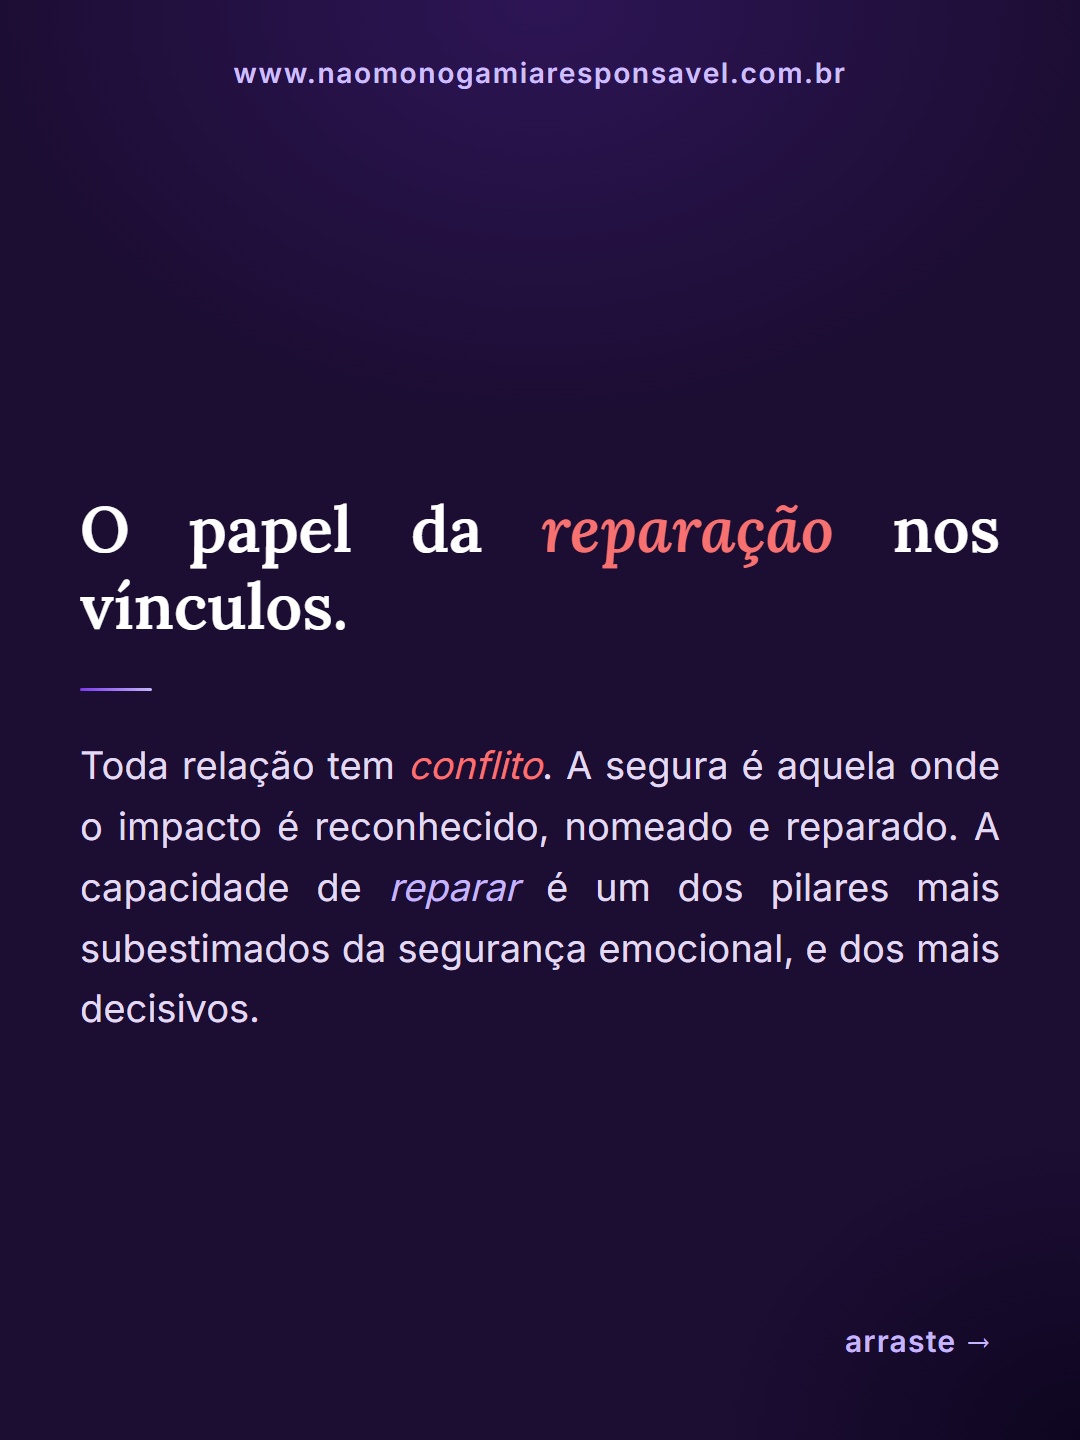 www.naomonogamiaresponsavel.com.br
O papel da reparação nos
vínculos.
Toda relação tem conflito. A segura é aquela onde
o impacto é reconhecido, nomeado e reparado. A
capacidade de reparar é um dos pilares mais
subestimados da segurança emocional, e dos mais
decisivos.
arraste →